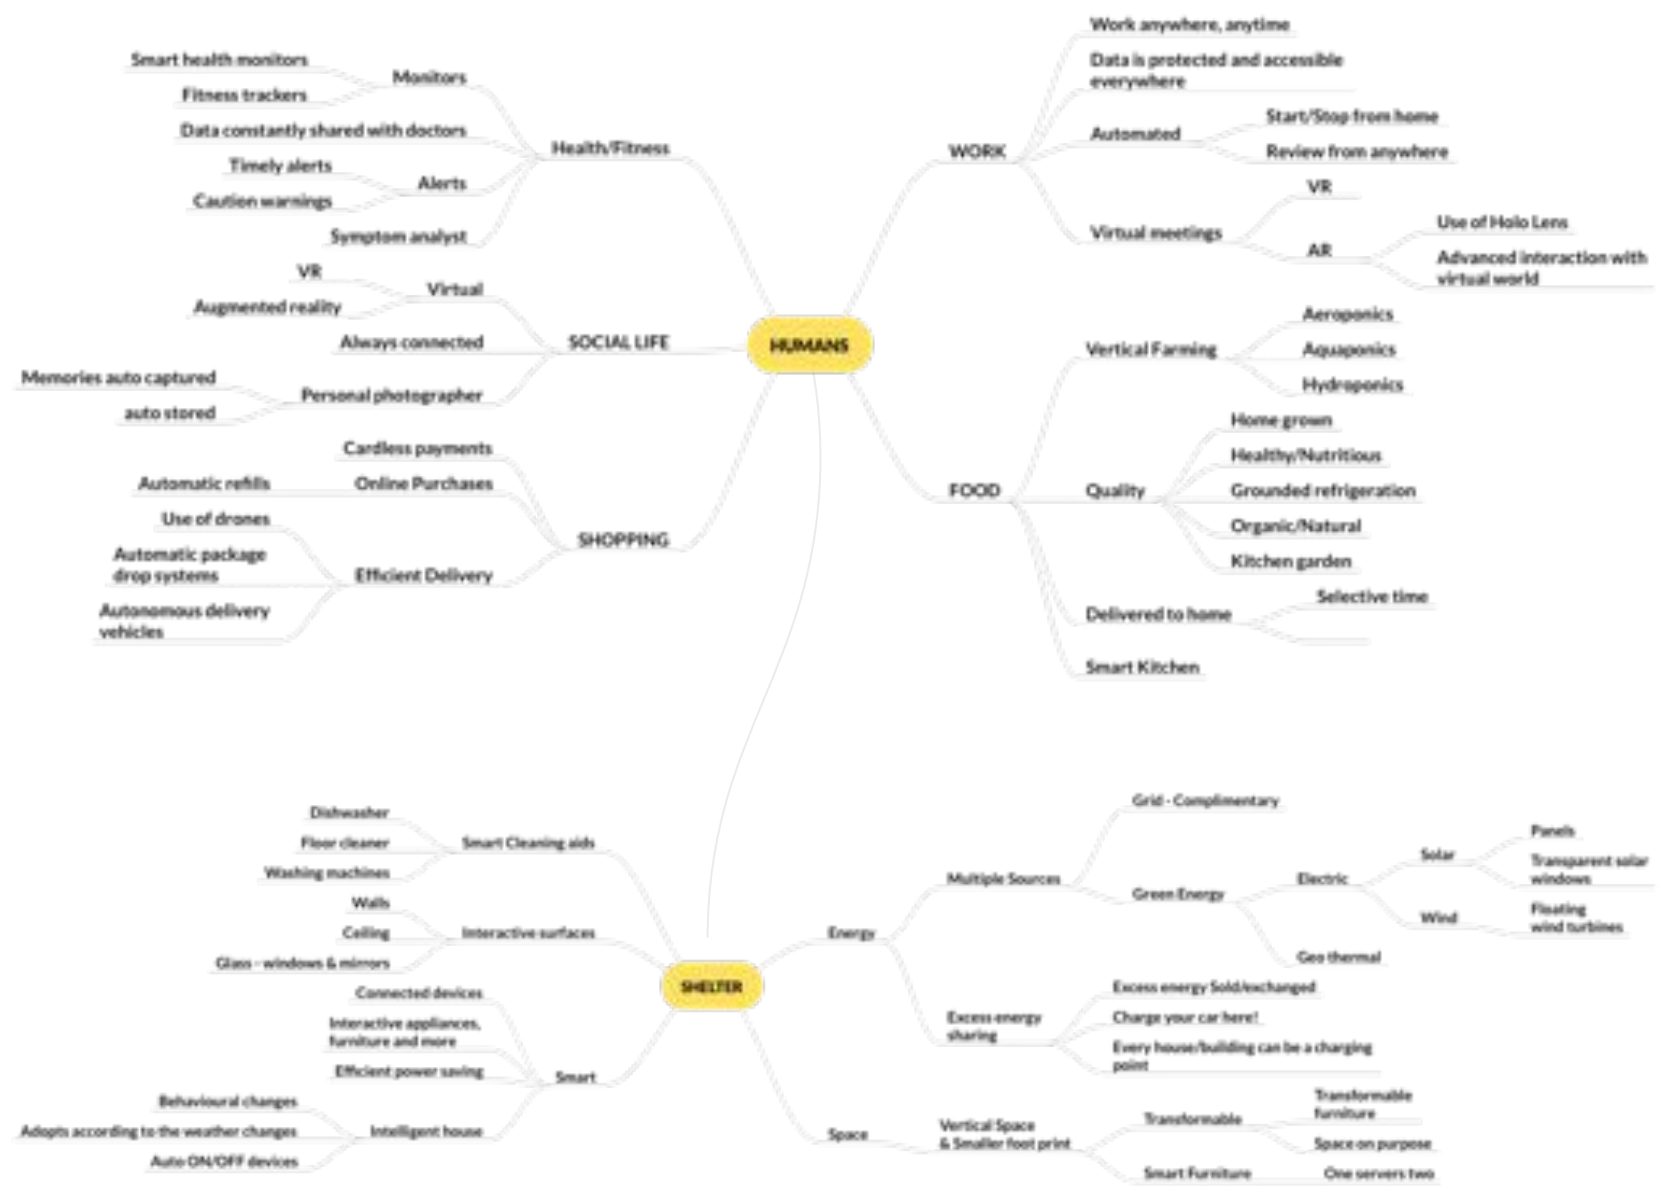 HUMANS
Health/Fitness
Monitors
Smart health monitors
Fitness trackers
Data constantly shared with doctors
Alerts
Timely alerts
Caution warnings
Symptom analyst
SOCIAL LIFE
Virtual
VR
Augmented reality
Always connected
Personal photographer
Memories auto captured
auto stored
SHOPPING
Cardless payments
Online Purchases
Automatic refills
Efficient Delivery
Use of drones
Automatic package
drop systems
Autonomous delivery
vehicles
WORK
Work anywhere, anytime
Data is protected and accessible
everywhere
Automated
Start/Stop from home
Review from anywhere
Virtual meetings
VR
AR
Use of Holo Lens
Advanced interaction with
virtual world
FOOD
Vertical Farming
Aeroponics
Aquaponics
Hydroponics
Quality
Home grown
Healthy/Nutritious
Grounded refrigeration
Organic/Natural
Kitchen garden
Delivered to home
Selective time
Smart Kitchen
SHELTER
Smart Cleaning aids
Dishwasher
Floor cleaner
Washing machines
Interactive surfaces
Walls
Ceiling
Glass - windows & mirrors
Smart
Connected devices
Interactive appliances,
furniture and more
Efficient power saving
Intelligent house
Behavioural changes
Adopts according to the weather changes
Auto ON/OFF devices
Energy
Multiple Sources
Grid - Complimentary
Green Energy
Electric
Solar
Panels
Transparent solar
windows
Wind
Floating
wind turbines
Geo thermal
Excess energy
sharing
Excess energy Sold/exchanged
Charge your car here!
Every house/building can be a charging
point
Space
Vertical Space
& Smaller foot print
Transformable
Transformable
furniture
Space on purpose
Smart Furniture
One servers two